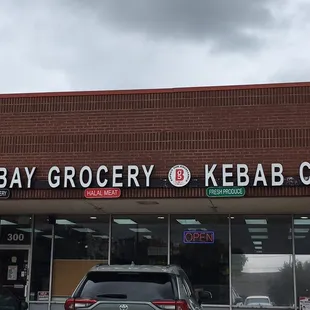 BAY GROCERY KEBAB C
HALAL MEAT FRESH PRODUCE
300 OPEN